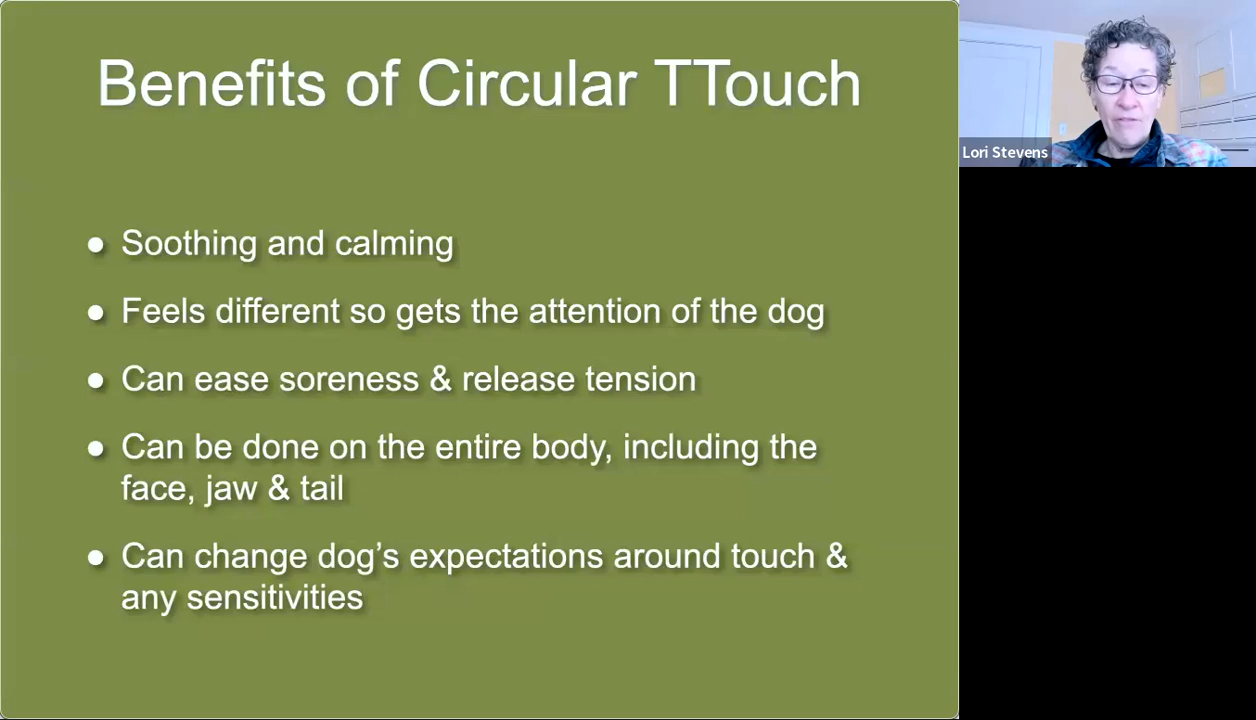 Benefits of Circular TTouch
Lori Stevens
● Soothing and calming
● Feels different so gets the attention of the dog
● Can ease soreness & release tension
● Can be done on the entire body, including the
face, jaw & tail
● Can change dog’s expectations around touch &
any sensitivities